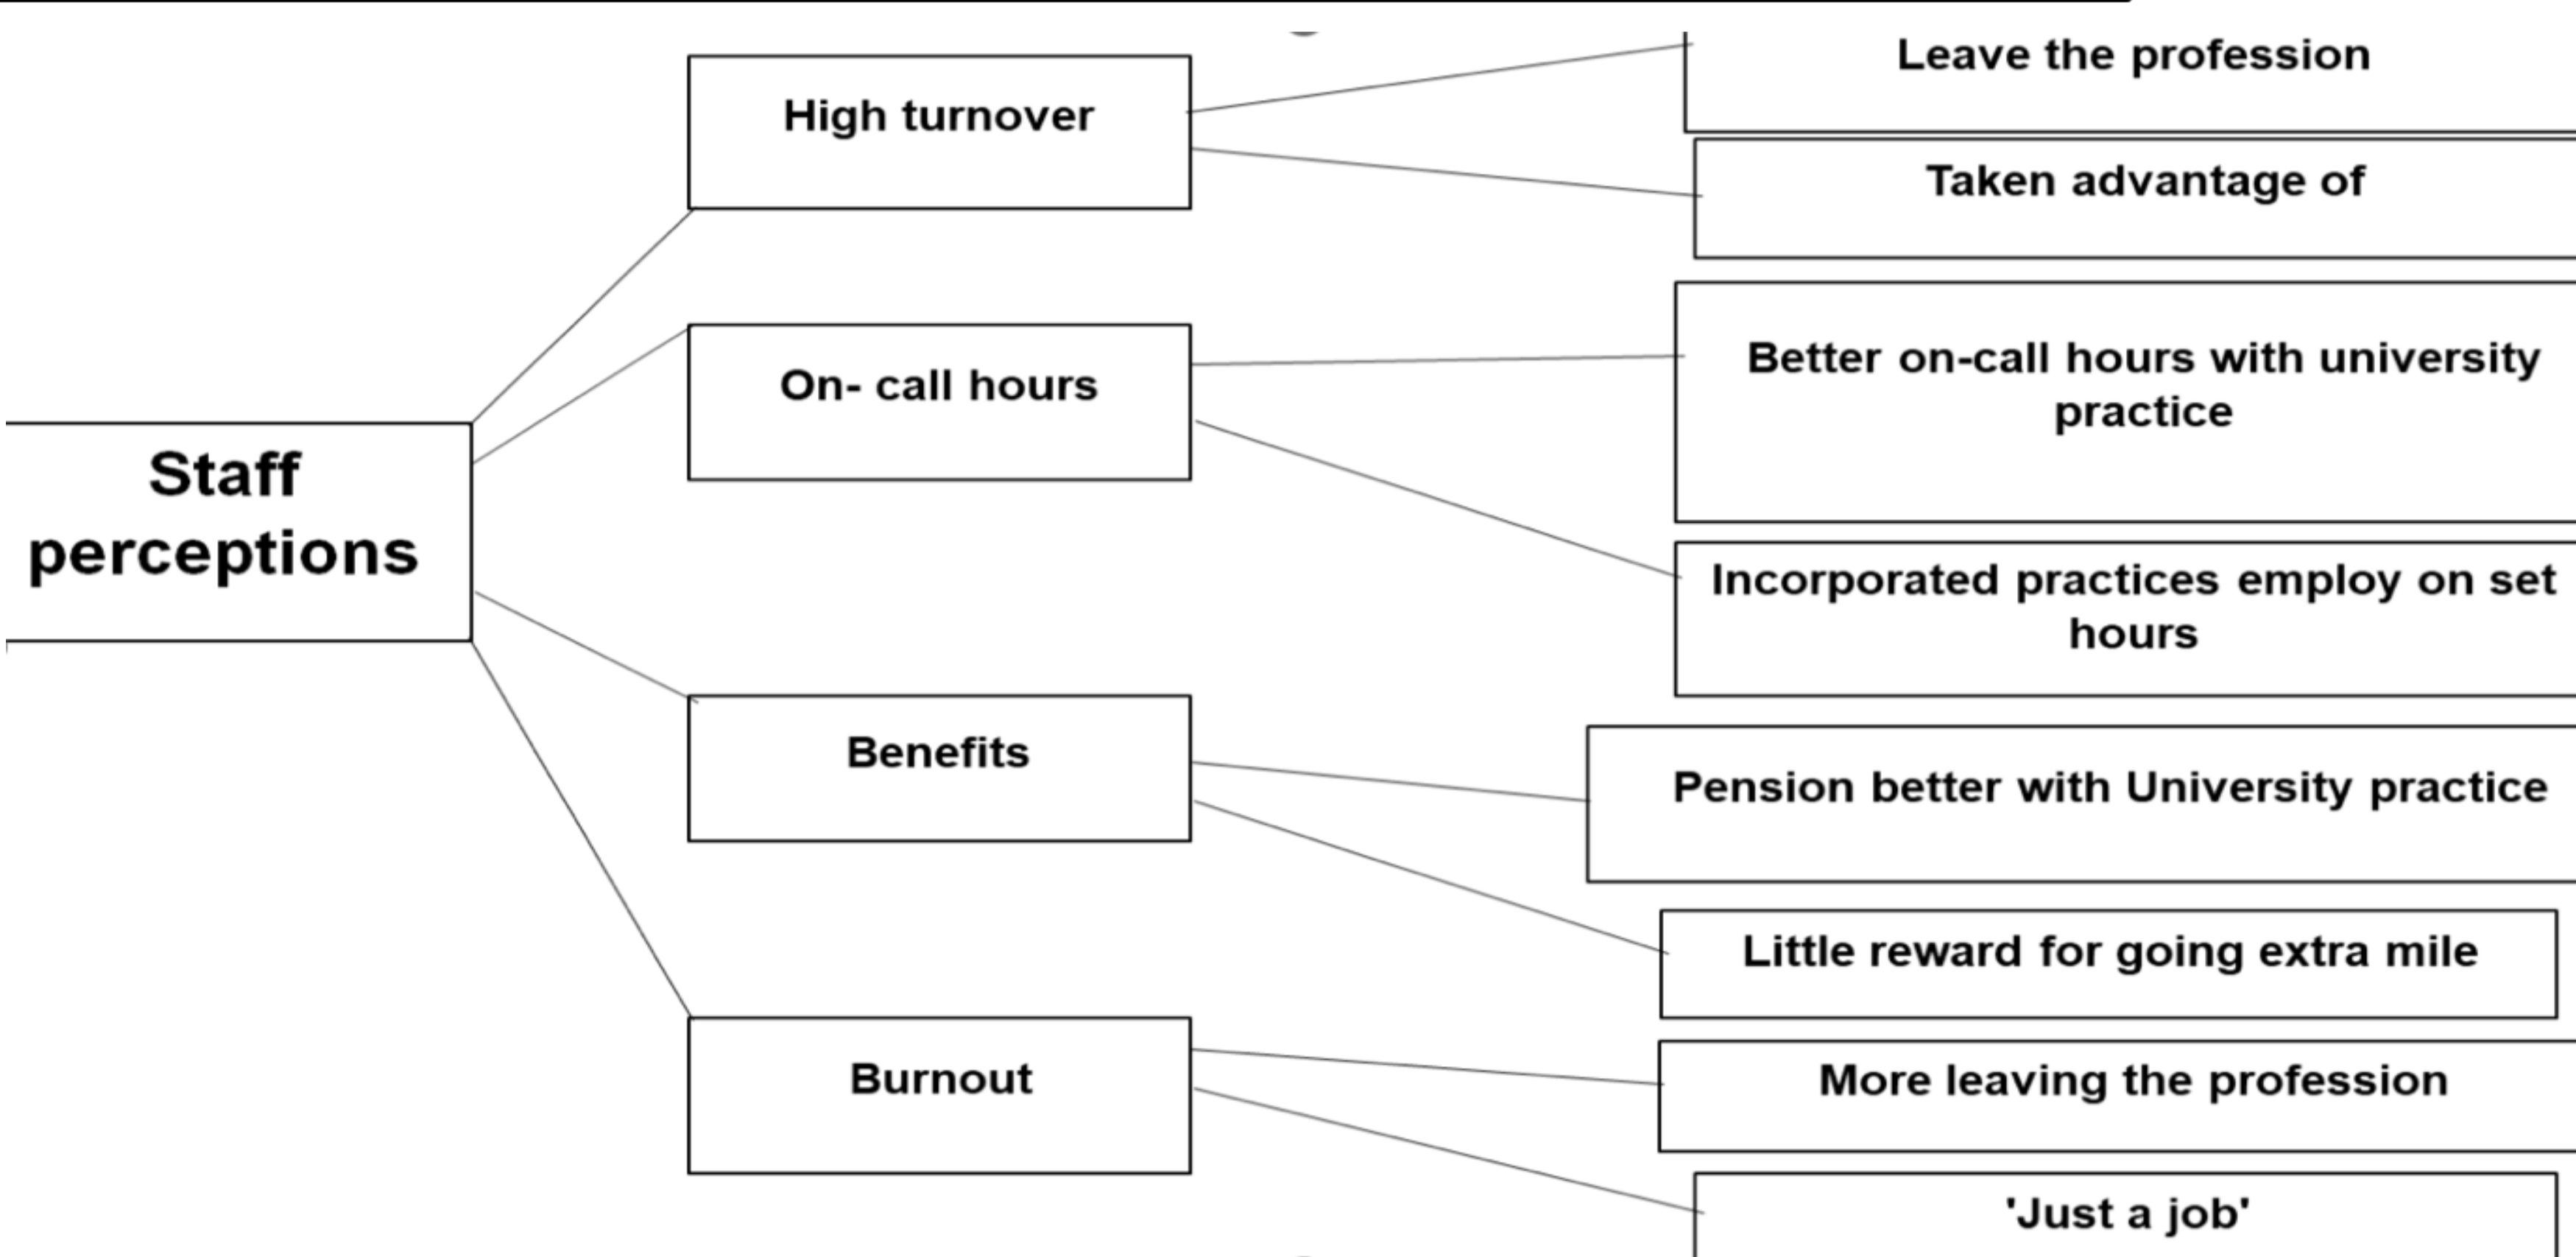 Leave the profession
High turnover
Taken advantage of
Better on-call hours with university
practice
On- call hours
Staff
perceptions
Incorporated practices employ on set
hours
Benefits
Pension better with University practice
Little reward for going extra mile
Burnout
More leaving the profession
'Just a job'